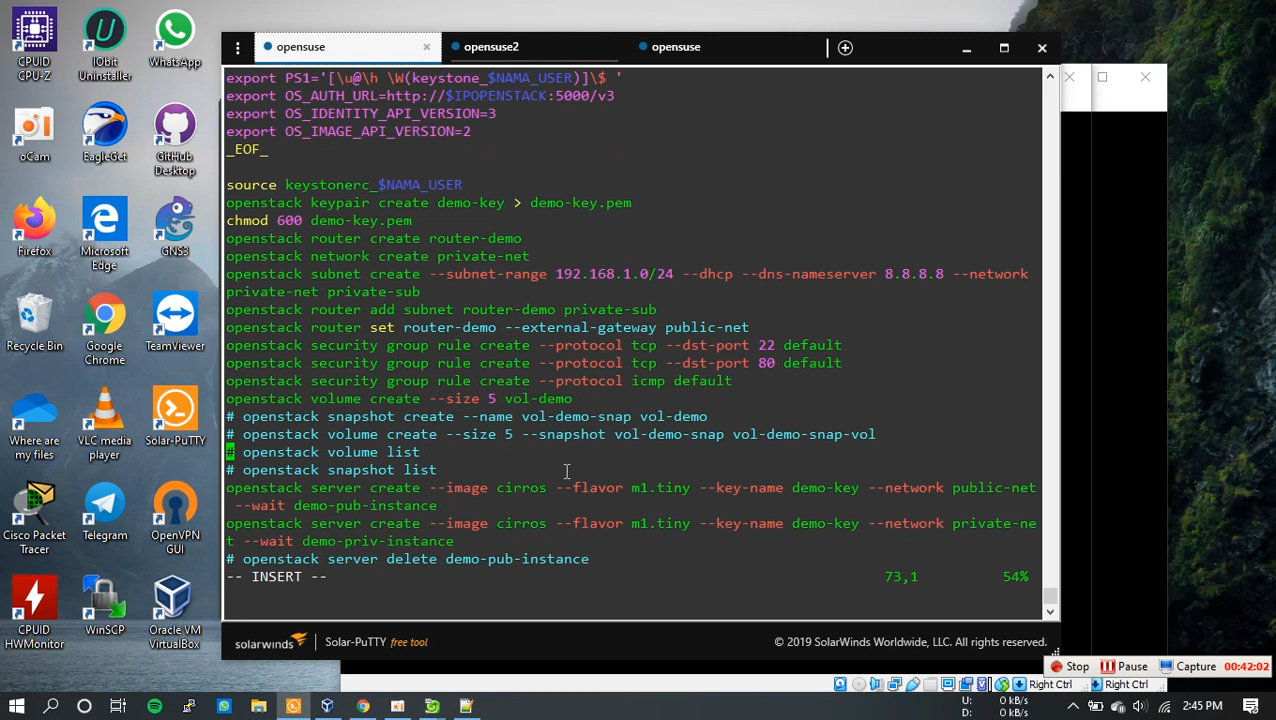 CPUID
CPU-Z
IObit
Uninstaller
WhatsApp
oCam
EagleGet
GitHub
Desktop
Firefox
Microsoft
Edge
GNS3
Recycle Bin
Google
Chrome
TeamViewer
Where are
my files
VLC media
player
Solar-PuTTY
Cisco Packet
Tracer
Telegram
OpenVPN
GUI
CPUID
HWMonitor
WinSCP
Oracle VM
VirtualBox
opensuse
opensuse2
opensuse
export PS1='[\u@\h \W(keystone_$NAMA_USER)]\$ '
export OS_AUTH_URL=http://$IPOPENSTACK:5000/v3
export OS_IDENTITY_API_VERSION=3
export OS_IMAGE_API_VERSION=2
_EOF_
source keystonerc_$NAMA_USER
openstack keypair create demo-key > demo-key.pem
chmod 600 demo-key.pem
openstack router create router-demo
openstack network create private-net
openstack subnet create --subnet-range 192.168.1.0/24 --dhcp --dns-nameserver 8.8.8.8 --network
private-net private-sub
openstack router add subnet router-demo private-sub
openstack router set router-demo --external-gateway public-net
openstack security group rule create --protocol tcp --dst-port 22 default
openstack security group rule create --protocol tcp --dst-port 80 default
openstack security group rule create --protocol icmp default
openstack volume create --size 5 vol-demo
# openstack snapshot create --name vol-demo-snap vol-demo
# openstack volume create --size 5 --snapshot vol-demo-snap vol-demo-snap-vol
# openstack volume list
# openstack snapshot list
openstack server create --image cirros --flavor m1.tiny --key-name demo-key --network public-net
--wait demo-pub-instance
openstack server create --image cirros --flavor m1.tiny --key-name demo-key --network private-ne
t --wait demo-priv-instance
# openstack server delete demo-pub-instance
-- INSERT -- 73,1 54%
solarwinds Solar-PuTTY free tool © 2019 SolarWinds Worldwide, LLC. All rights reserved.
Stop Pause Capture 00:42:02
Right Ctrl Right Ctrl
U: 0 kB/s
D: 0 kB/s
2:45 PM